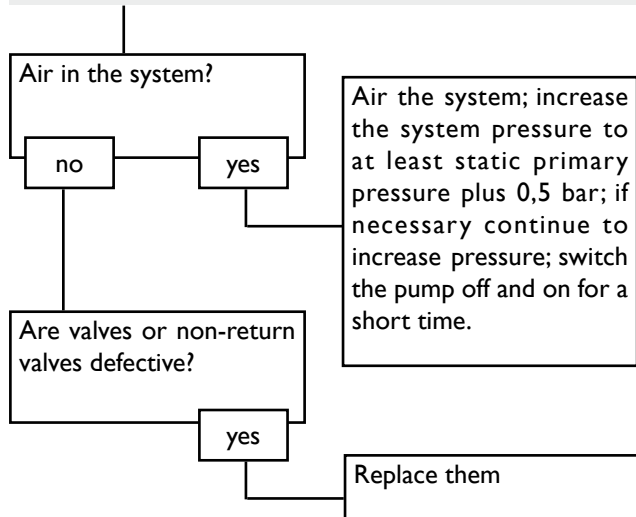 Air in the system?
no
yes
Air the system; increase
the system pressure to
at least static primary
pressure plus 0,5 bar; if
necessary continue to
increase pressure; switch
the pump off and on for a
short time.
Are valves or non-return
valves defective?
yes
Replace them